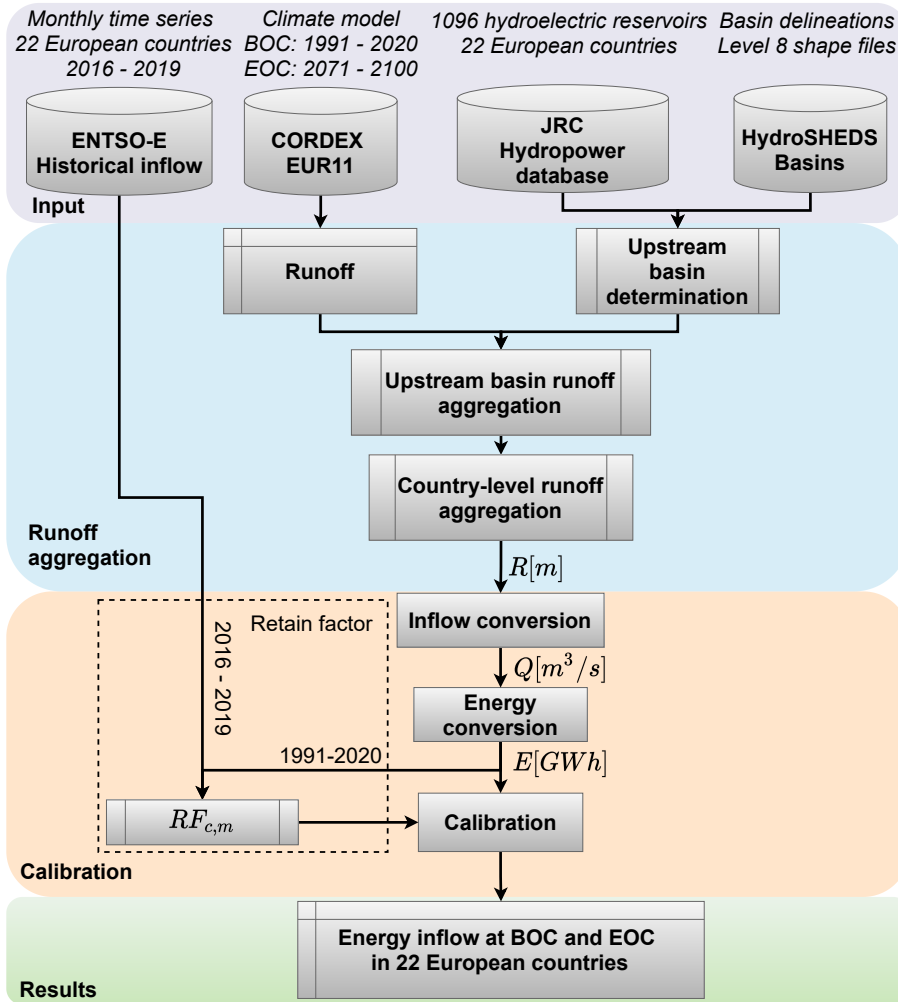 Monthly time series
22 European countries
2016 - 2019
Climate model
BOC: 1991 - 2020
EOC: 2071 - 2100
1096 hydroelectric reservoirs
22 European countries
Basin delineations
Level 8 shape files
ENTSO-E
Historical inflow
CORDEX
EUR11
JRC
Hydropower
database
HydroSHEDS
Basins
Input
Runoff
Upstream
basin
determination
Upstream basin runoff
aggregation
Country-level runoff
aggregation
Runoff
aggregation
R[m]
Retain factor
Inflow conversion
2016 - 2019
Q[m³/s]
Energy
conversion
1991-2020
E[GWh]
RF_{c,m}
Calibration
Calibration
Energy inflow at BOC and EOC
in 22 European countries
Results